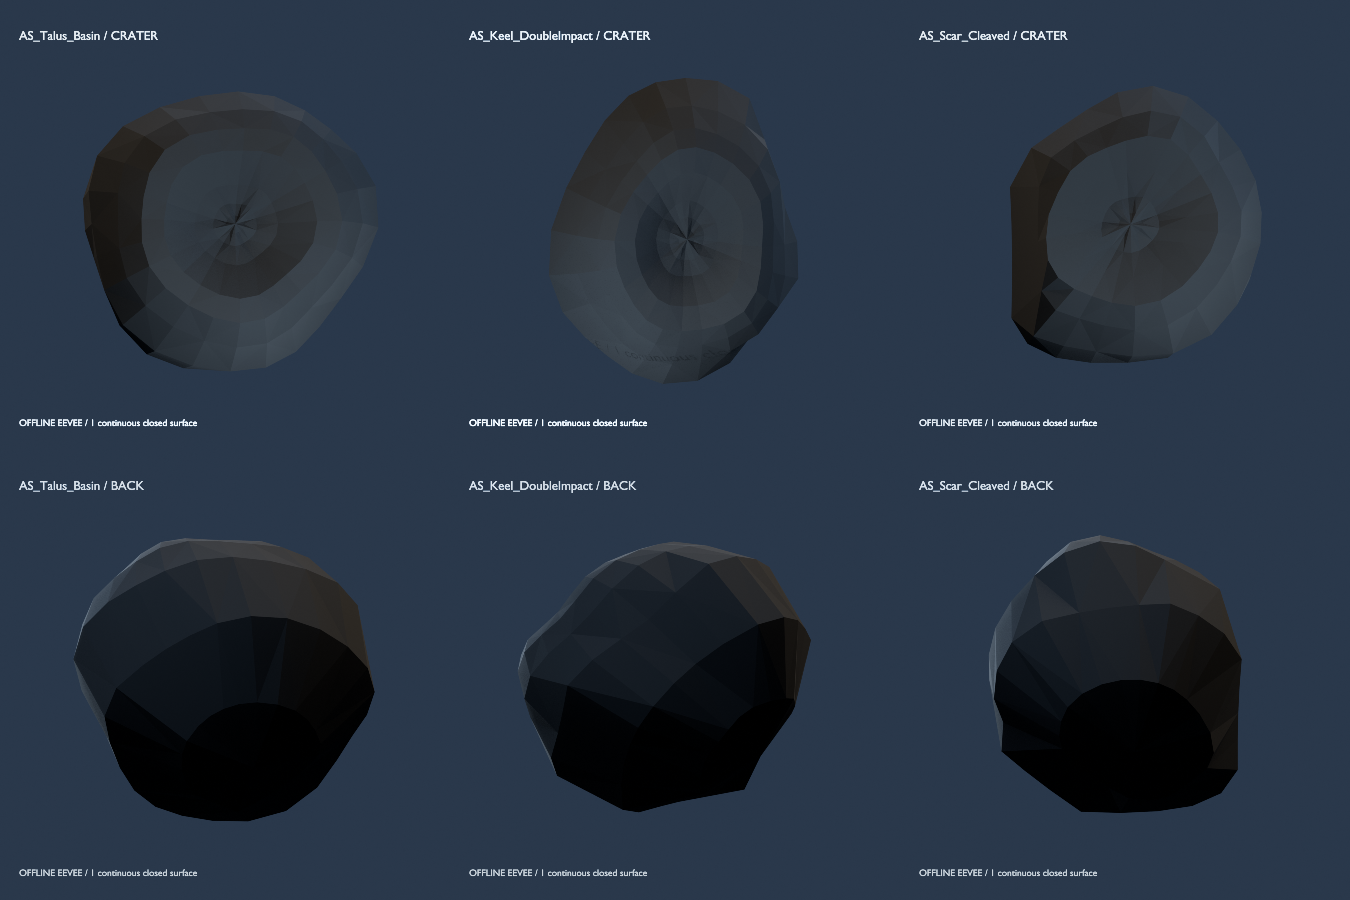 AS_Talus_Basin / CRATER
AS_Keel_DoubleImpact / CRATER
AS_Scar_Cleaved / CRATER
OFFLINE EEVEE / 1 continuous closed surface
OFFLINE EEVEE / 1 continuous closed surface
OFFLINE EEVEE / 1 continuous closed surface
AS_Talus_Basin / BACK
AS_Keel_DoubleImpact / BACK
AS_Scar_Cleaved / BACK
OFFLINE EEVEE / 1 continuous closed surface
OFFLINE EEVEE / 1 continuous closed surface
OFFLINE EEVEE / 1 continuous closed surface